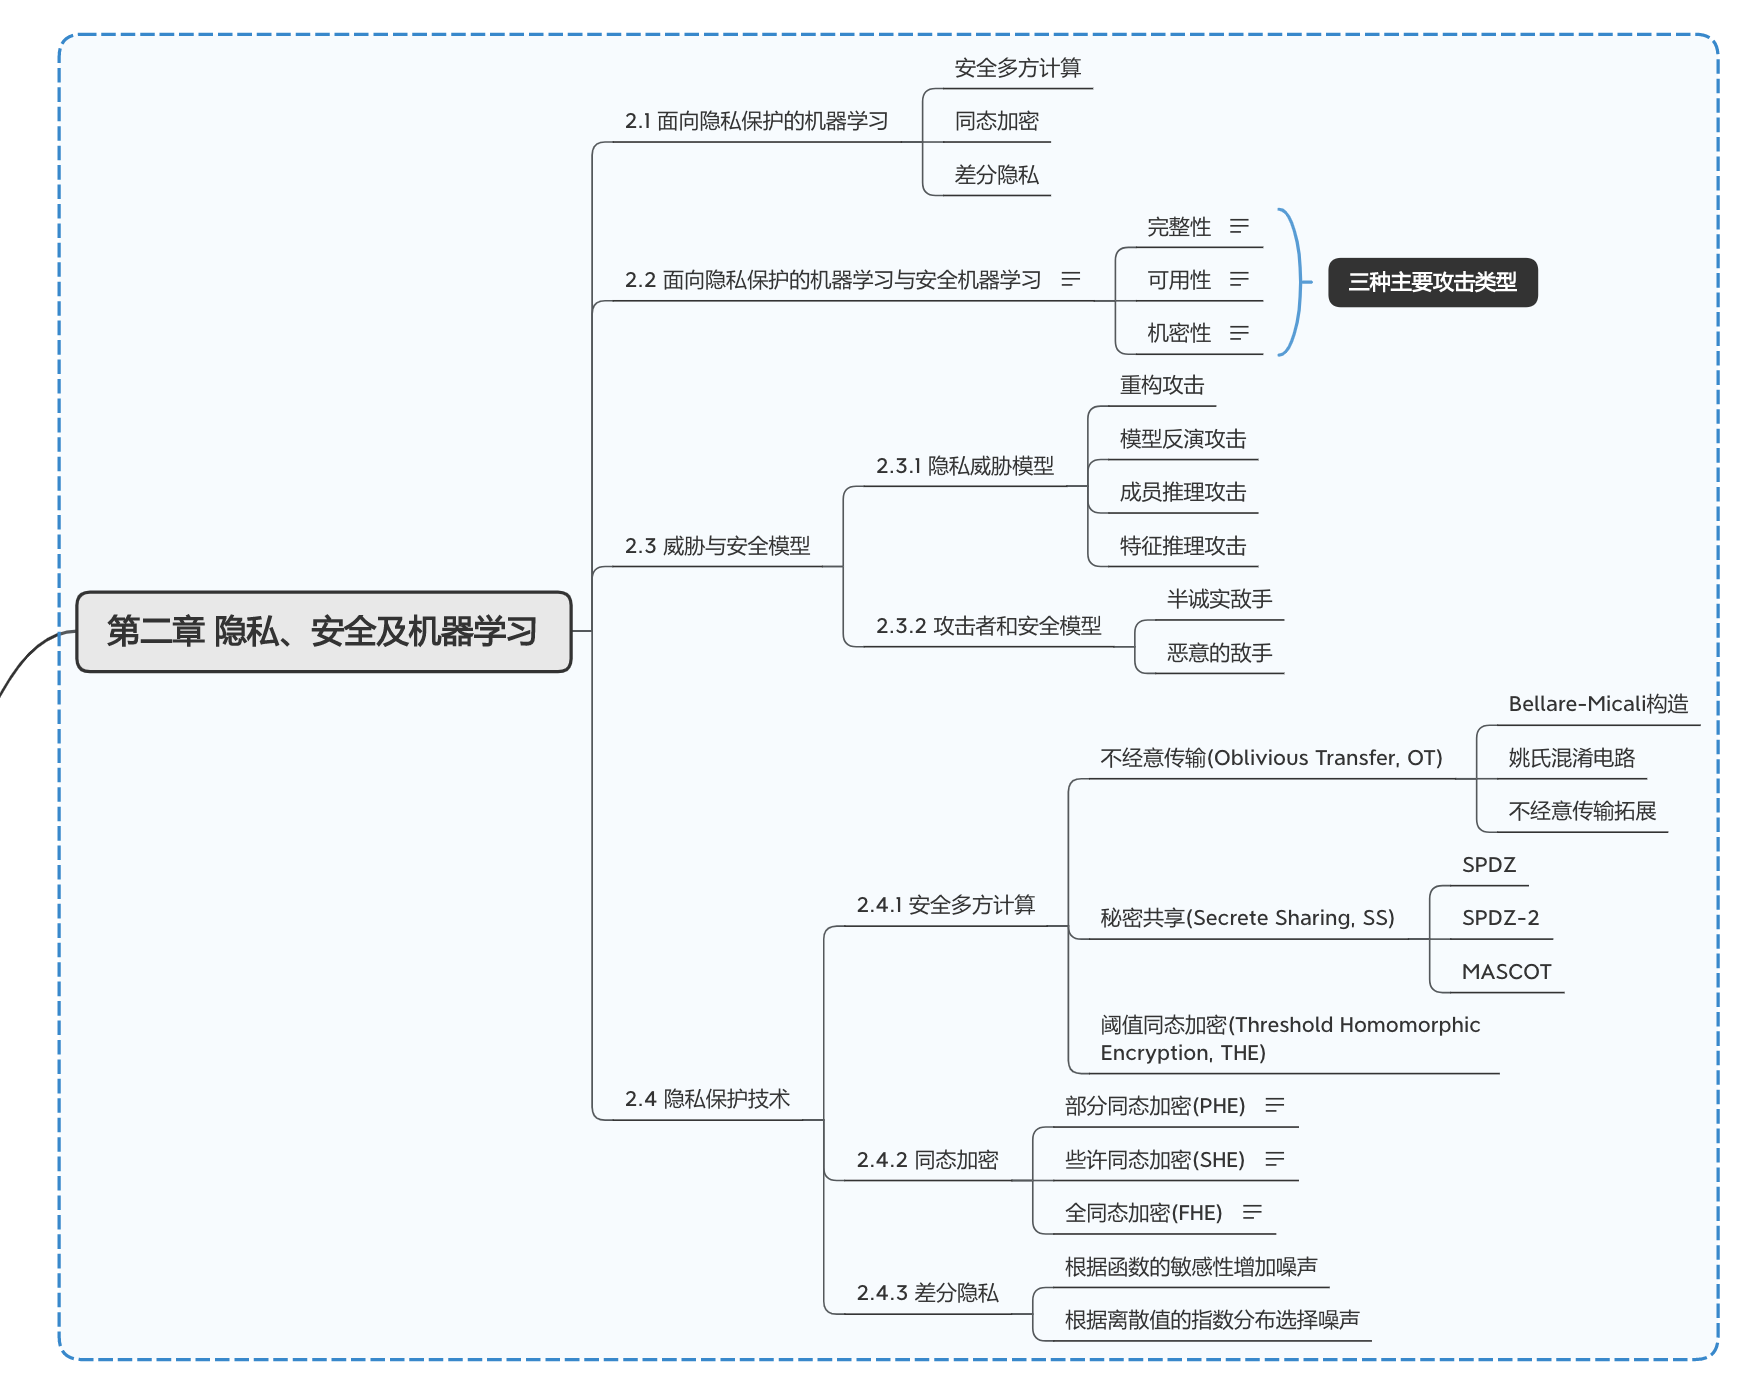 第二章 隐私、安全及机器学习
2.1 面向隐私保护的机器学习
安全多方计算
同态加密
差分隐私
2.2 面向隐私保护的机器学习与安全机器学习
完整性
可用性
机密性
三种主要攻击类型
2.3 威胁与安全模型
2.3.1 隐私威胁模型
重构攻击
模型反演攻击
成员推理攻击
特征推理攻击
2.3.2 攻击者和安全模型
半诚实敌手
恶意的敌手
2.4 隐私保护技术
2.4.1 安全多方计算
不经意传输(Oblivious Transfer, OT)
Bellare-Micali构造
姚氏混淆电路
不经意传输拓展
秘密共享(Secrete Sharing, SS)
SPDZ
SPDZ-2
MASCOT
阈值同态加密(Threshold Homomorphic
Encryption, THE)
2.4.2 同态加密
部分同态加密(PHE)
些许同态加密(SHE)
全同态加密(FHE)
2.4.3 差分隐私
根据函数的敏感性增加噪声
根据离散值的指数分布选择噪声